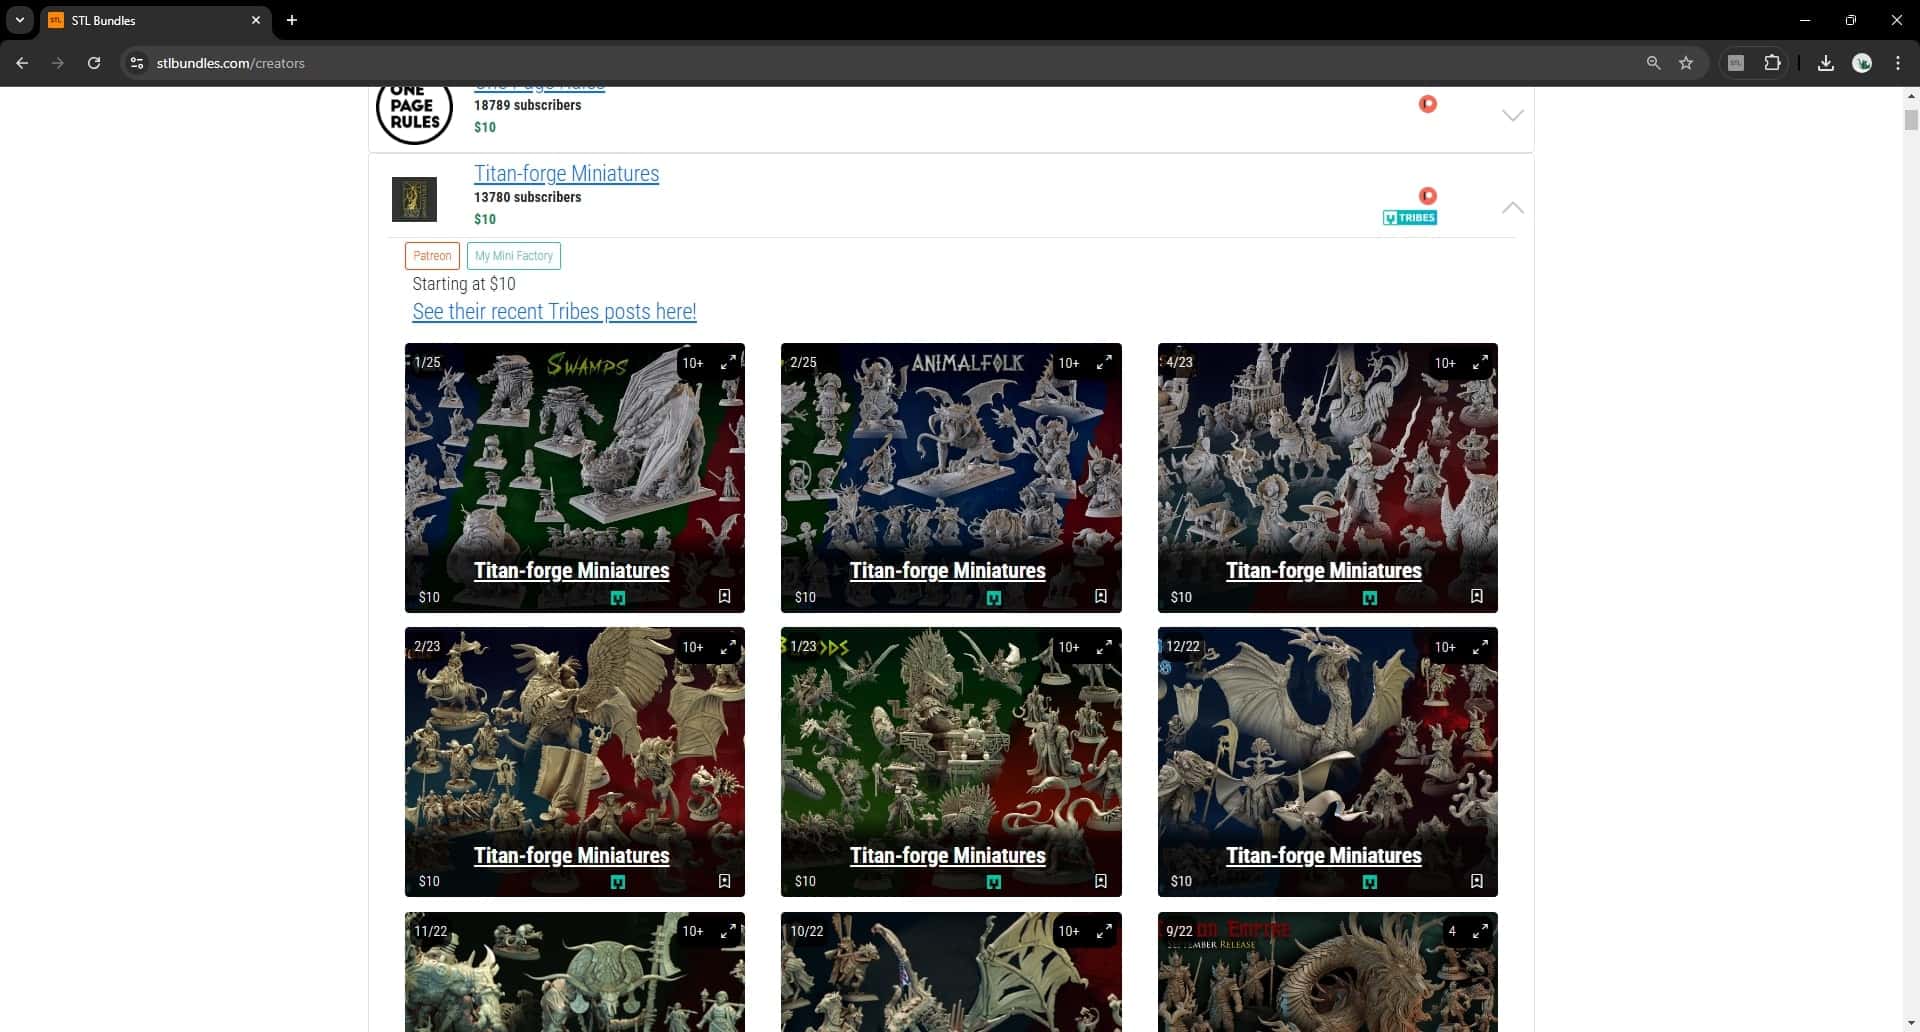 STL Bundles
stlbundles.com/creators
ONE
PAGE
RULES
One Page Rules
18789 subscribers
$10
Titan-forge Miniatures
13780 subscribers
$10
TRIBES
Patreon
My Mini Factory
Starting at $10
See their recent Tribes posts here!
1/25
SWAMPS
10+
Titan-forge Miniatures
$10
2/25
ANIMALFOLK
10+
Titan-forge Miniatures
$10
4/23
10+
Titan-forge Miniatures
$10
2/23
10+
Titan-forge Miniatures
$10
1/23
10+
Titan-forge Miniatures
$10
12/22
10+
Titan-forge Miniatures
$10
11/22
10+
10/22
10+
9/22
Empire
RELEASE
4